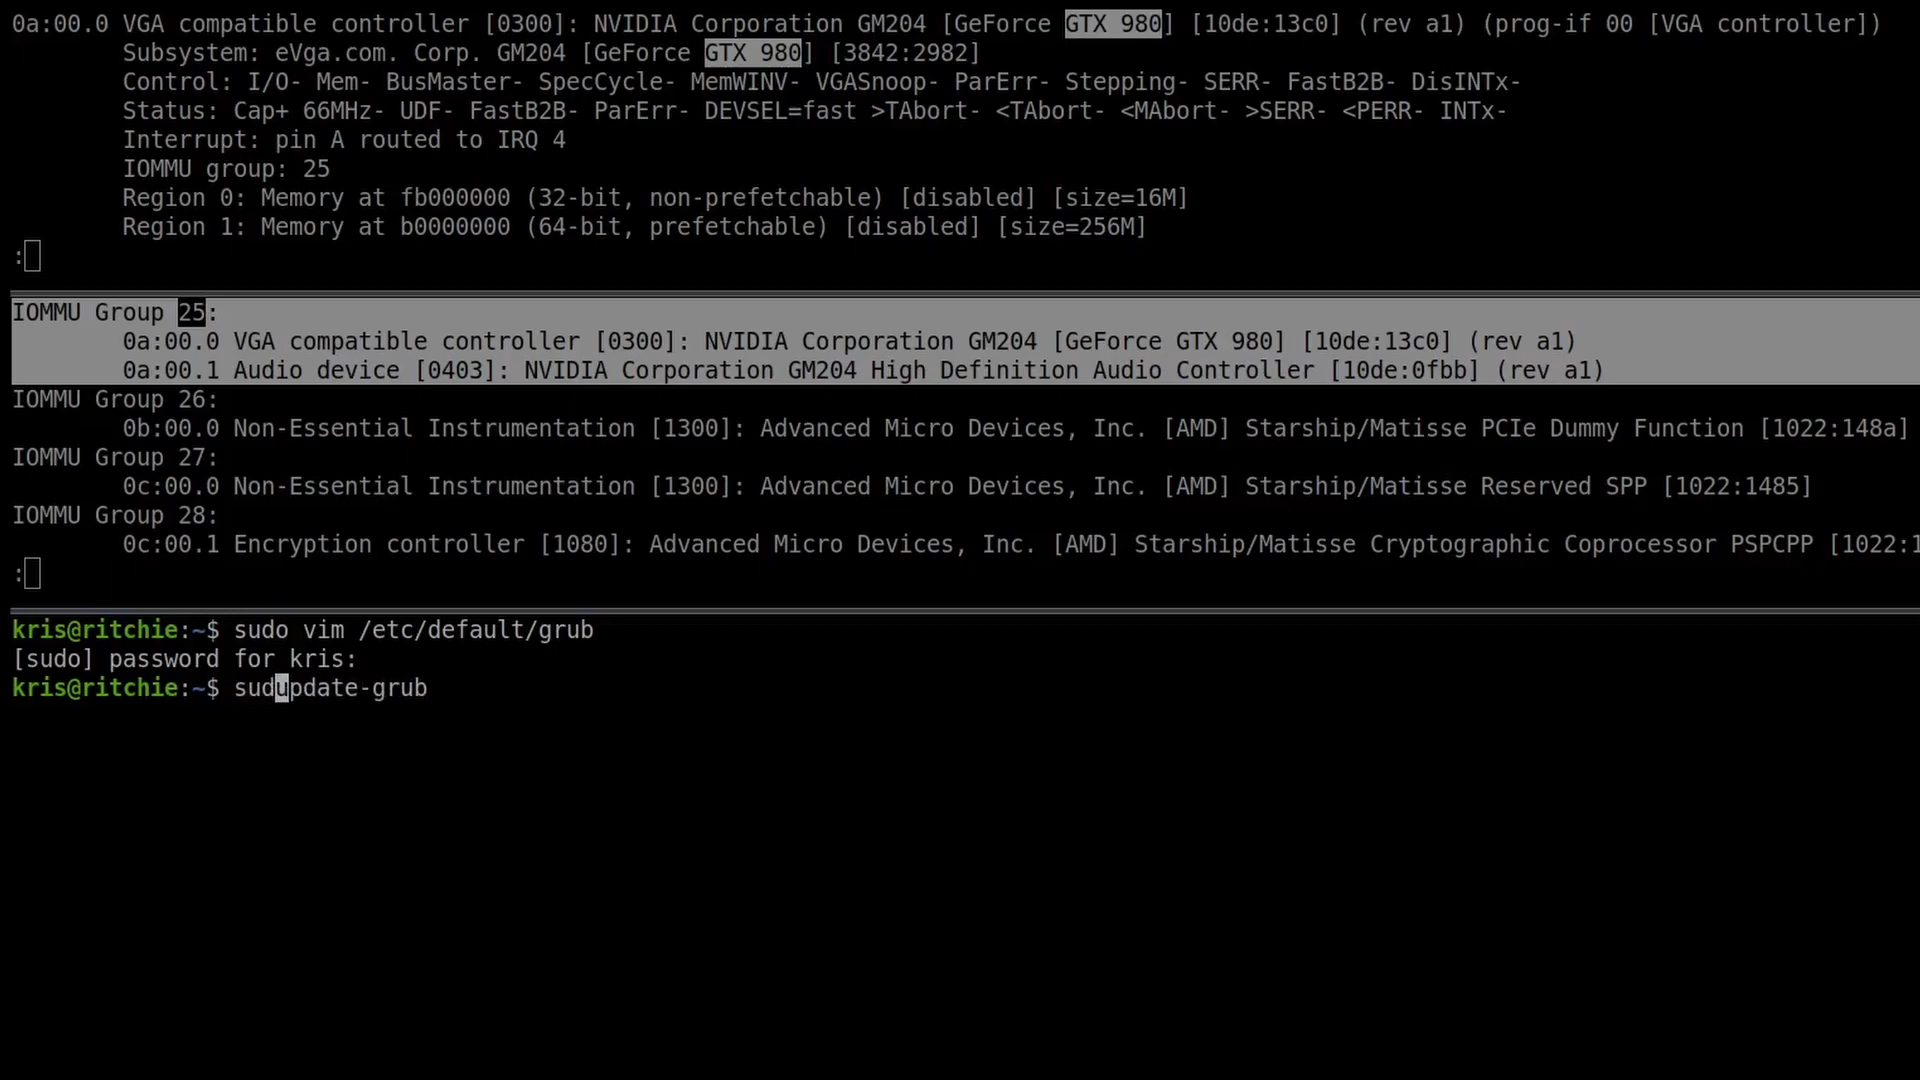 0a:00.0 VGA compatible controller [0300]: NVIDIA Corporation GM204 [GeForce GTX 980] [10de:13c0] (rev a1) (prog-if 00 [VGA controller])
Subsystem: eVga.com. Corp. GM204 [GeForce GTX 980] [3842:2982]
Control: I/O- Mem- BusMaster- SpecCycle- MemWINV- VGASnoop- ParErr- Stepping- SERR- FastB2B- DisINTx-
Status: Cap+ 66MHz- UDF- FastB2B- ParErr- DEVSEL=fast >TAbort- <TAbort- <MAbort- >SERR- <PERR- INTx-
Interrupt: pin A routed to IRQ 4
IOMMU group: 25
Region 0: Memory at fb000000 (32-bit, non-prefetchable) [disabled] [size=16M]
Region 1: Memory at b0000000 (64-bit, prefetchable) [disabled] [size=256M]
:
IOMMU Group 25:
0a:00.0 VGA compatible controller [0300]: NVIDIA Corporation GM204 [GeForce GTX 980] [10de:13c0] (rev a1)
0a:00.1 Audio device [0403]: NVIDIA Corporation GM204 High Definition Audio Controller [10de:0fbb] (rev a1)
IOMMU Group 26:
0b:00.0 Non-Essential Instrumentation [1300]: Advanced Micro Devices, Inc. [AMD] Starship/Matisse PCIe Dummy Function [1022:148a]
IOMMU Group 27:
0c:00.0 Non-Essential Instrumentation [1300]: Advanced Micro Devices, Inc. [AMD] Starship/Matisse Reserved SPP [1022:1485]
IOMMU Group 28:
0c:00.1 Encryption controller [1080]: Advanced Micro Devices, Inc. [AMD] Starship/Matisse Cryptographic Coprocessor PSPCPP [1022:1
:
kris@ritchie:~$ sudo vim /etc/default/grub
[sudo] password for kris:
kris@ritchie:~$ sudupdate-grub